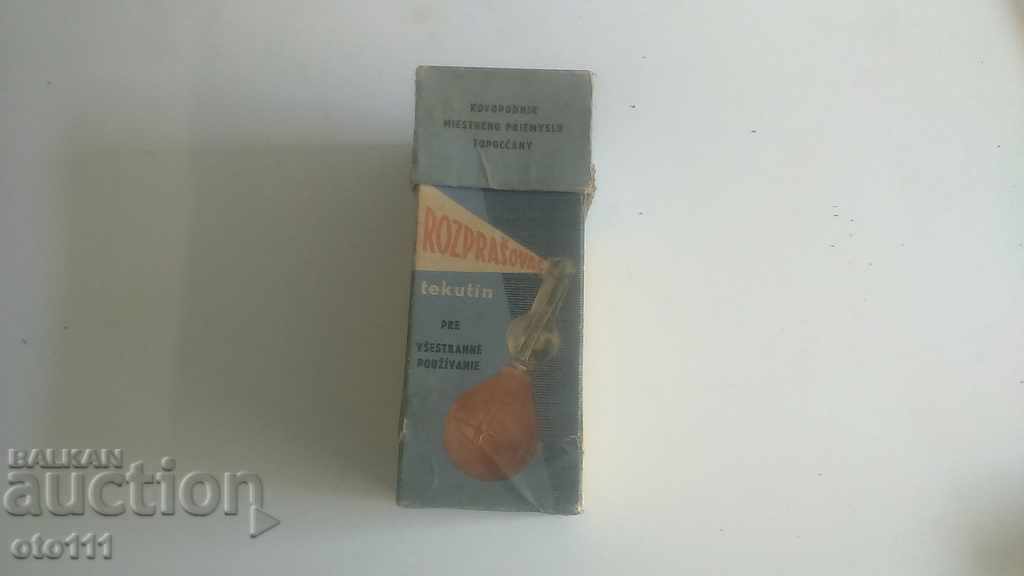 KOVOPODNIK
MIESTNEHO PRIEMYSLU
TOPOĽČANY
ROZPRAŠOVAČ
tekutín
PRE
VŠESTRANNÉ
POUŽÍVANIE
BALKAN
auction
oto111